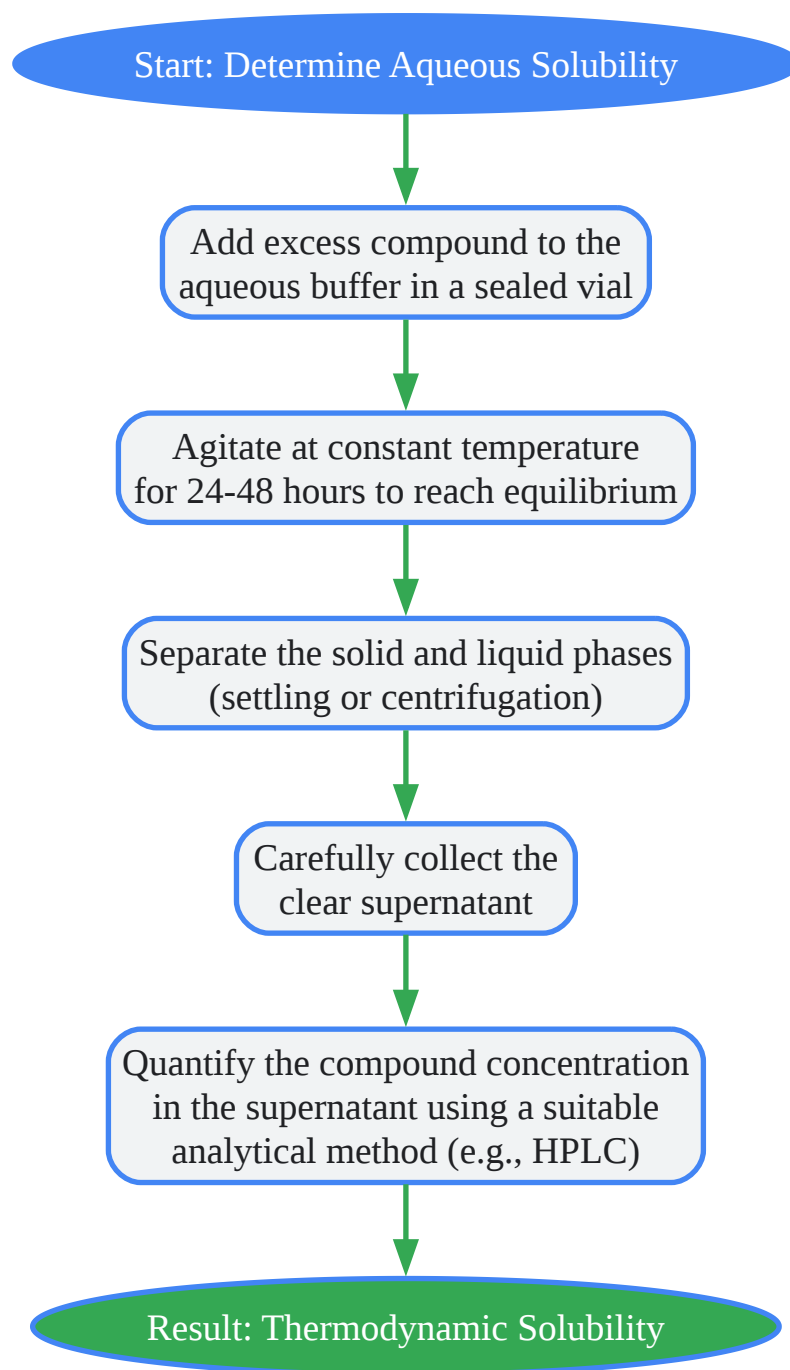 Start: Determine Aqueous Solubility
Add excess compound to the
aqueous buffer in a sealed vial
Agitate at constant temperature
for 24-48 hours to reach equilibrium
Separate the solid and liquid phases
(settling or centrifugation)
Carefully collect the
clear supernatant
Quantify the compound concentration
in the supernatant using a suitable
analytical method (e.g., HPLC)
Result: Thermodynamic Solubility